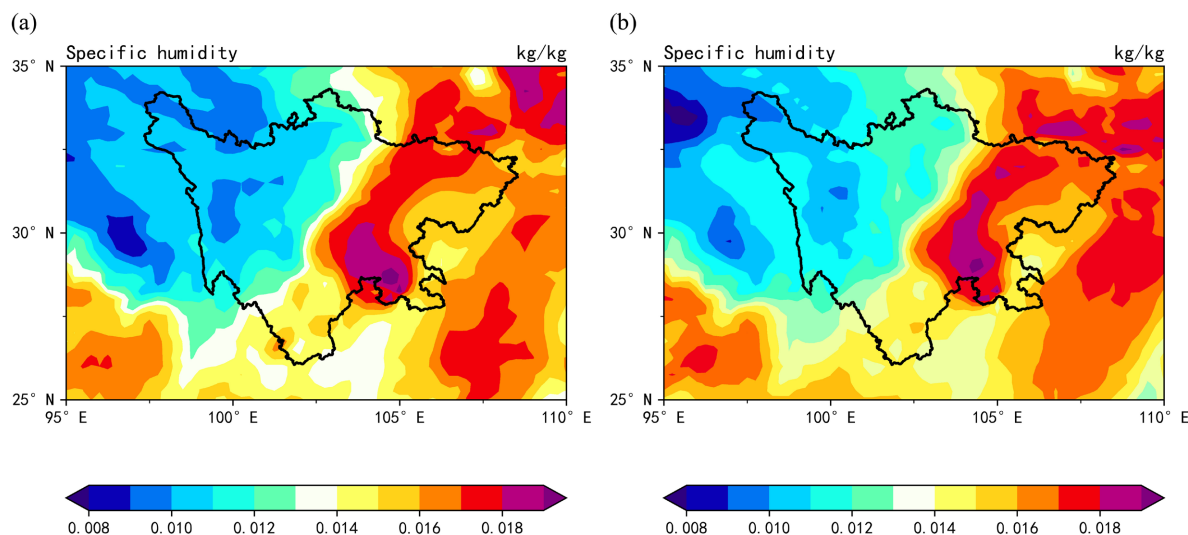 (a)
(b)
Specific humidity kg/kg
Specific humidity kg/kg
35° N
30° N
25° N
95° E 100° E 105° E 110° E
35° N
30° N
25° N
95° E 100° E 105° E 110° E
0.008 0.010 0.012 0.014 0.016 0.018
0.008 0.010 0.012 0.014 0.016 0.018